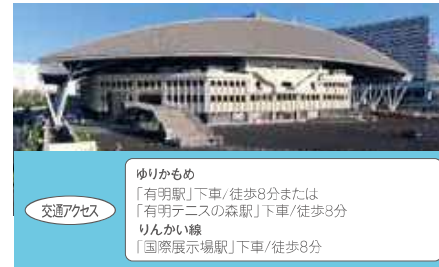 交通アクセス
ゆりかもめ
「有明駅」下車/徒歩8分または
「有明テニスの森駅」下車/徒歩8分
りんかい線
「国際展示場駅」下車/徒歩8分